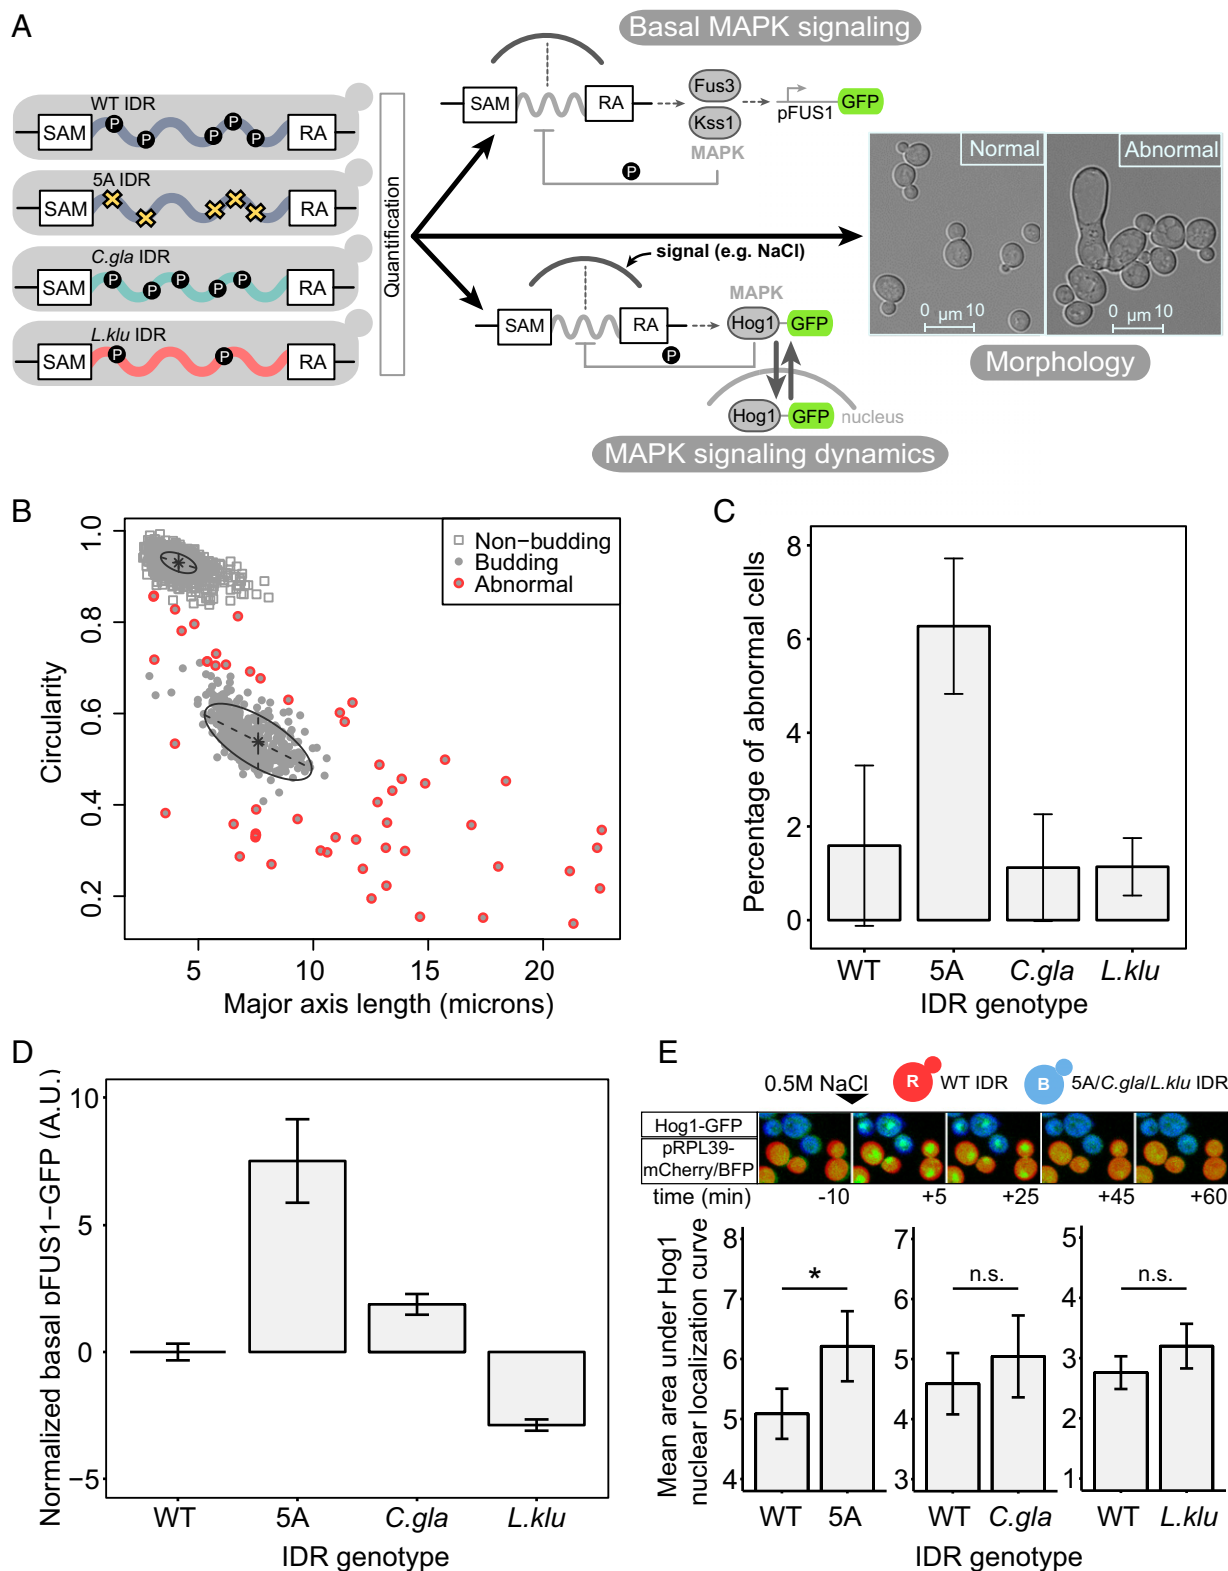 A
Basal MAPK signaling
WT IDR
SAM
P
P
P
P
P
RA
5A IDR
SAM
RA
C.gla IDR
SAM
P
P
P
P
P
RA
L.klu IDR
SAM
P
P
RA
Quantification
SAM
RA
Fus3
Kss1
MAPK
pFUS1
GFP
P
signal (e.g. NaCl)
SAM
RA
MAPK
Hog1
GFP
P
Hog1
GFP
nucleus
MAPK signaling dynamics
Normal
Abnormal
0 μm 10
0 μm 10
Morphology
B
Non−budding
Budding
Abnormal
Circularity
1.0
0.8
0.6
0.4
0.2
5
10
15
20
Major axis length (microns)
C
Percentage of abnormal cells
8
6
4
2
0
WT
5A
C.gla
L.klu
IDR genotype
D
Normalized basal pFUS1−GFP (A.U.)
10
5
0
−5
WT
5A
C.gla
L.klu
IDR genotype
E
0.5M NaCl
R
WT IDR
B
5A/C.gla/L.klu IDR
Hog1-GFP
pRPL39-
mCherry/BFP
time (min)
-10
+5
+25
+45
+60
Mean area under Hog1
nuclear localization curve
8
7
6
5
4
*
WT
5A
7
6
5
4
3
n.s.
WT
C.gla
5
4
3
2
1
n.s.
WT
L.klu
IDR genotype